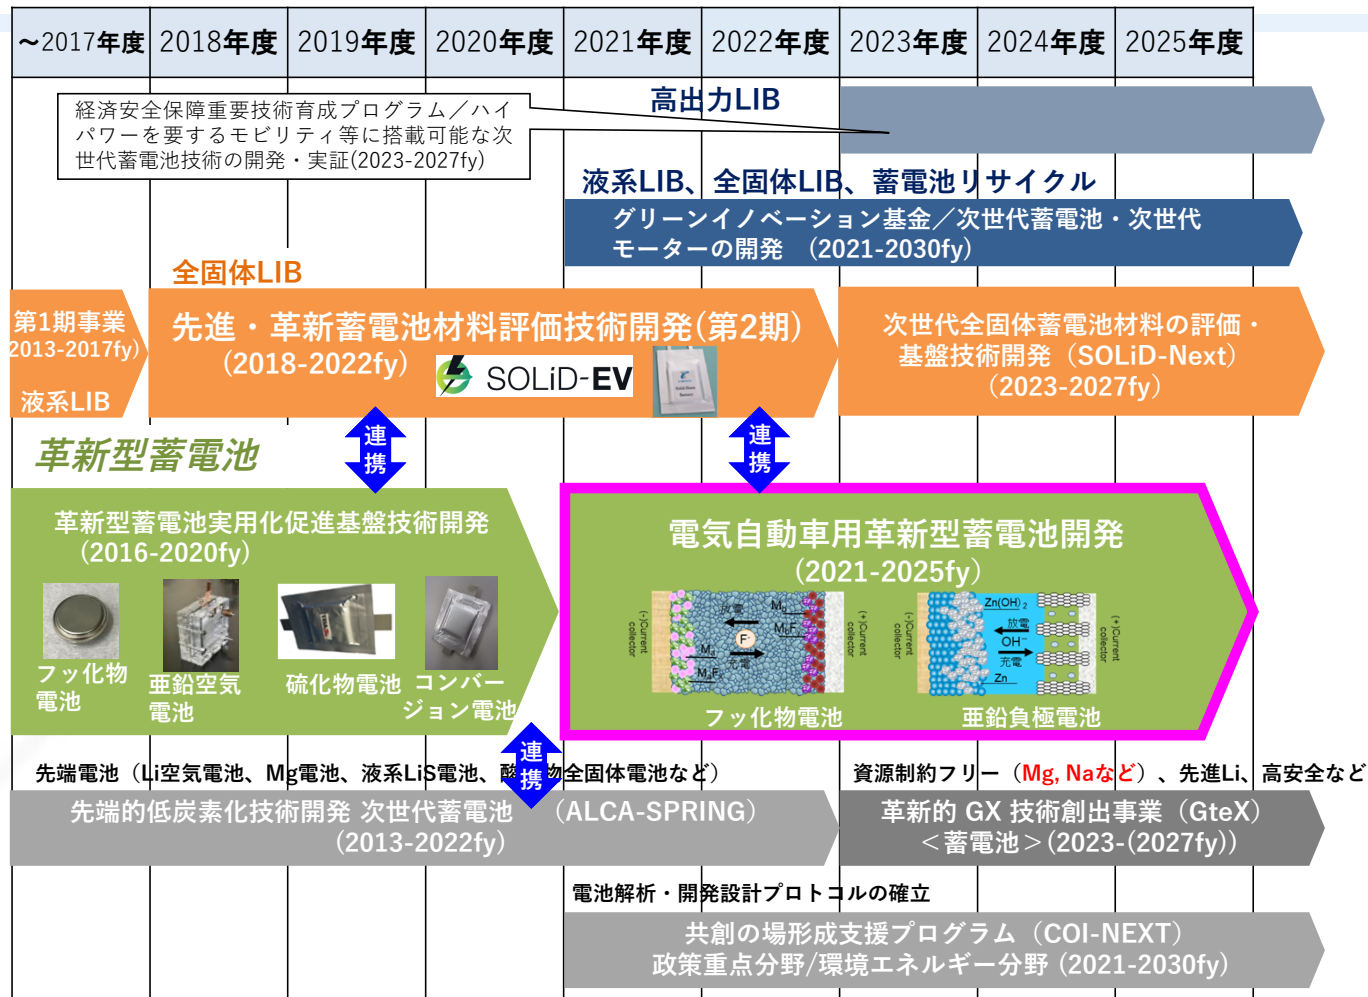 ～2017年度 2018年度 2019年度 2020年度 2021年度 2022年度 2023年度 2024年度 2025年度
経済安全保障重要技術育成プログラム／ハイ
パワーを要するモビリティ等に搭載可能な次
世代蓄電池技術の開発・実証(2023-2027fy)
高出力LIB
液系LIB、全固体LIB、蓄電池リサイクル
グリーンイノベーション基金／次世代蓄電池・次世代
モーターの開発 (2021-2030fy)
全固体LIB
第1期事業
2013-2017fy)
液系LIB
先進・革新蓄電池材料評価技術開発(第2期)
(2018-2022fy)
SOLiD-EV
次世代全固体蓄電池材料の評価・
基盤技術開発（SOLiD-Next）
(2023-2027fy)
連携
連携
革新型蓄電池
革新型蓄電池実用化促進基盤技術開発
(2016-2020fy)
フッ化物
電池
亜鉛空気
電池
硫化物電池
コンバー
ジョン電池
電気自動車用革新型蓄電池開発
(2021-2025fy)
(-)Current
collector
放電
F-
充電
(+)Current
collector
フッ化物電池
(-)Current
collector
Zn(OH)2
放電
OH−
充電
Zn
(+)Current
collector
亜鉛負極電池
連携
先端電池（Li空気電池、Mg電池、液系LiS電池、酸 物全固体電池など）
先端的低炭素化技術開発 次世代蓄電池 （ALCA-SPRING）
(2013-2022fy)
資源制約フリー（Mg, Naなど）、先進Li、高安全など
革新的 GX 技術創出事業（GteX）
＜蓄電池＞(2023-(2027fy))
電池解析・開発設計プロトコルの確立
共創の場形成支援プログラム（COI-NEXT）
政策重点分野/環境エネルギー分野 (2021-2030fy)